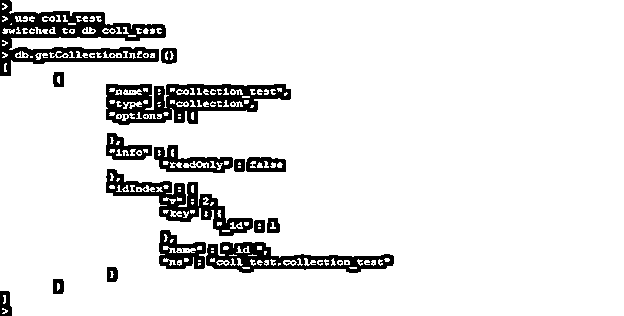 >
> use coll_test
switched to db coll_test
>
> db.getCollectionInfos ()
[
{
"name" : "collection_test",
"type" : "collection",
"options" : {
},
"info" : {
"readOnly" : false
},
"idIndex" : {
"v" : 2,
"key" : {
"_id" : 1
},
"name" : "_id_",
"ns" : "coll_test.collection_test"
}
}
]
>